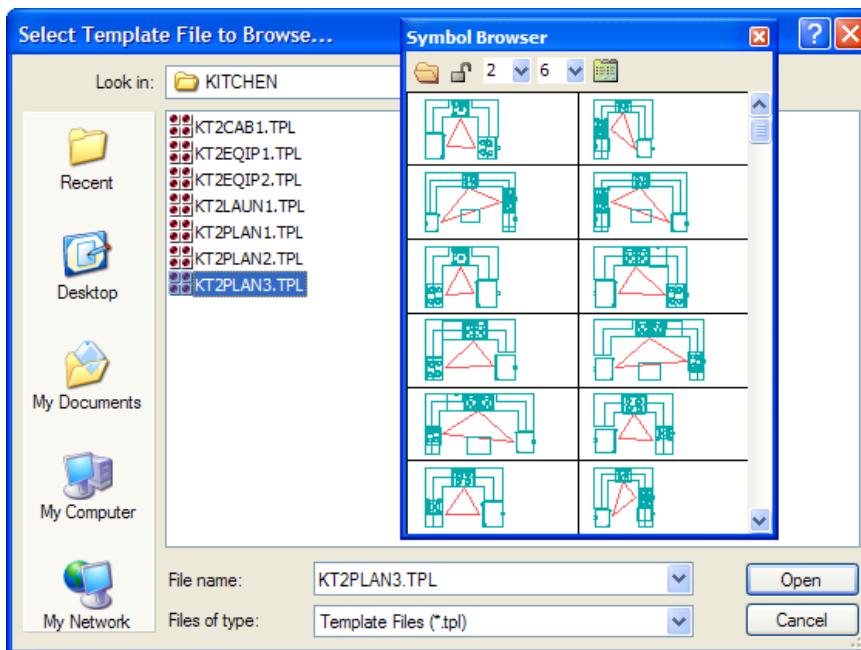 Select Template File to Browse...
Symbol Browser
Look in:
KITCHEN
2
6
Recent
Desktop
My Documents
My Computer
My Network
KT2CAB1.TPL
KT2EQIP1.TPL
KT2EQIP2.TPL
KT2LAUN1.TPL
KT2PLAN1.TPL
KT2PLAN2.TPL
KT2PLAN3.TPL
File name:
KT2PLAN3.TPL
Open
Files of type:
Template Files (*.tpl)
Cancel